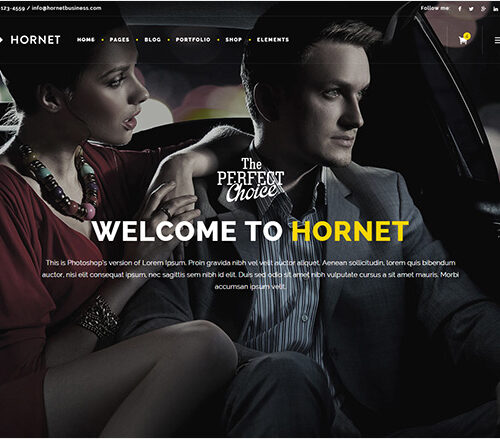 123-4559 / info@hornetbusiness.com
Follow me:
HORNET
HOME
PAGES
BLOG
PORTFOLIO
SHOP
ELEMENTS
The
PERFECT
Choice
WELCOME TO HORNET
This is Photoshop's version of Lorem Ipsum. Proin gravida nibh vel velit auctor aliquet. Aenean sollicitudin, lorem quis bibendum
auctor, nisi elit consequat ipsum, nec sagittis sem nibh id elit. Duis sed odio sit amet nibh vulputate cursus a sit amet mauris. Morbi
accumsan ipsum velit.